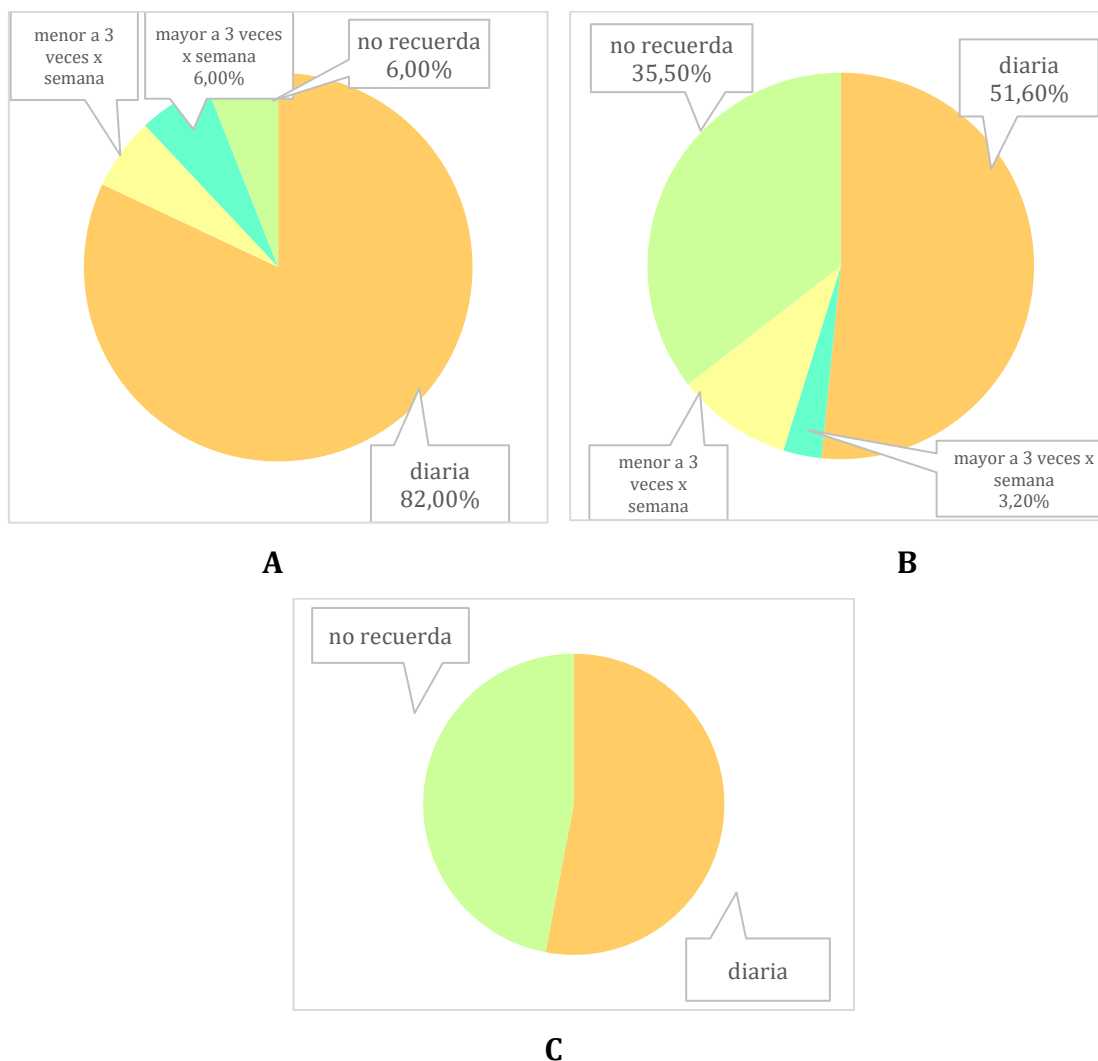 menor a 3
veces x
semana
mayor a 3 veces
x semana
6,00%
no recuerda
6,00%
diaria
82,00%
A
no recuerda
35,50%
diaria
51,60%
menor a 3
veces x
semana
mayor a 3 veces x
semana
3,20%
B
no recuerda
diaria
C